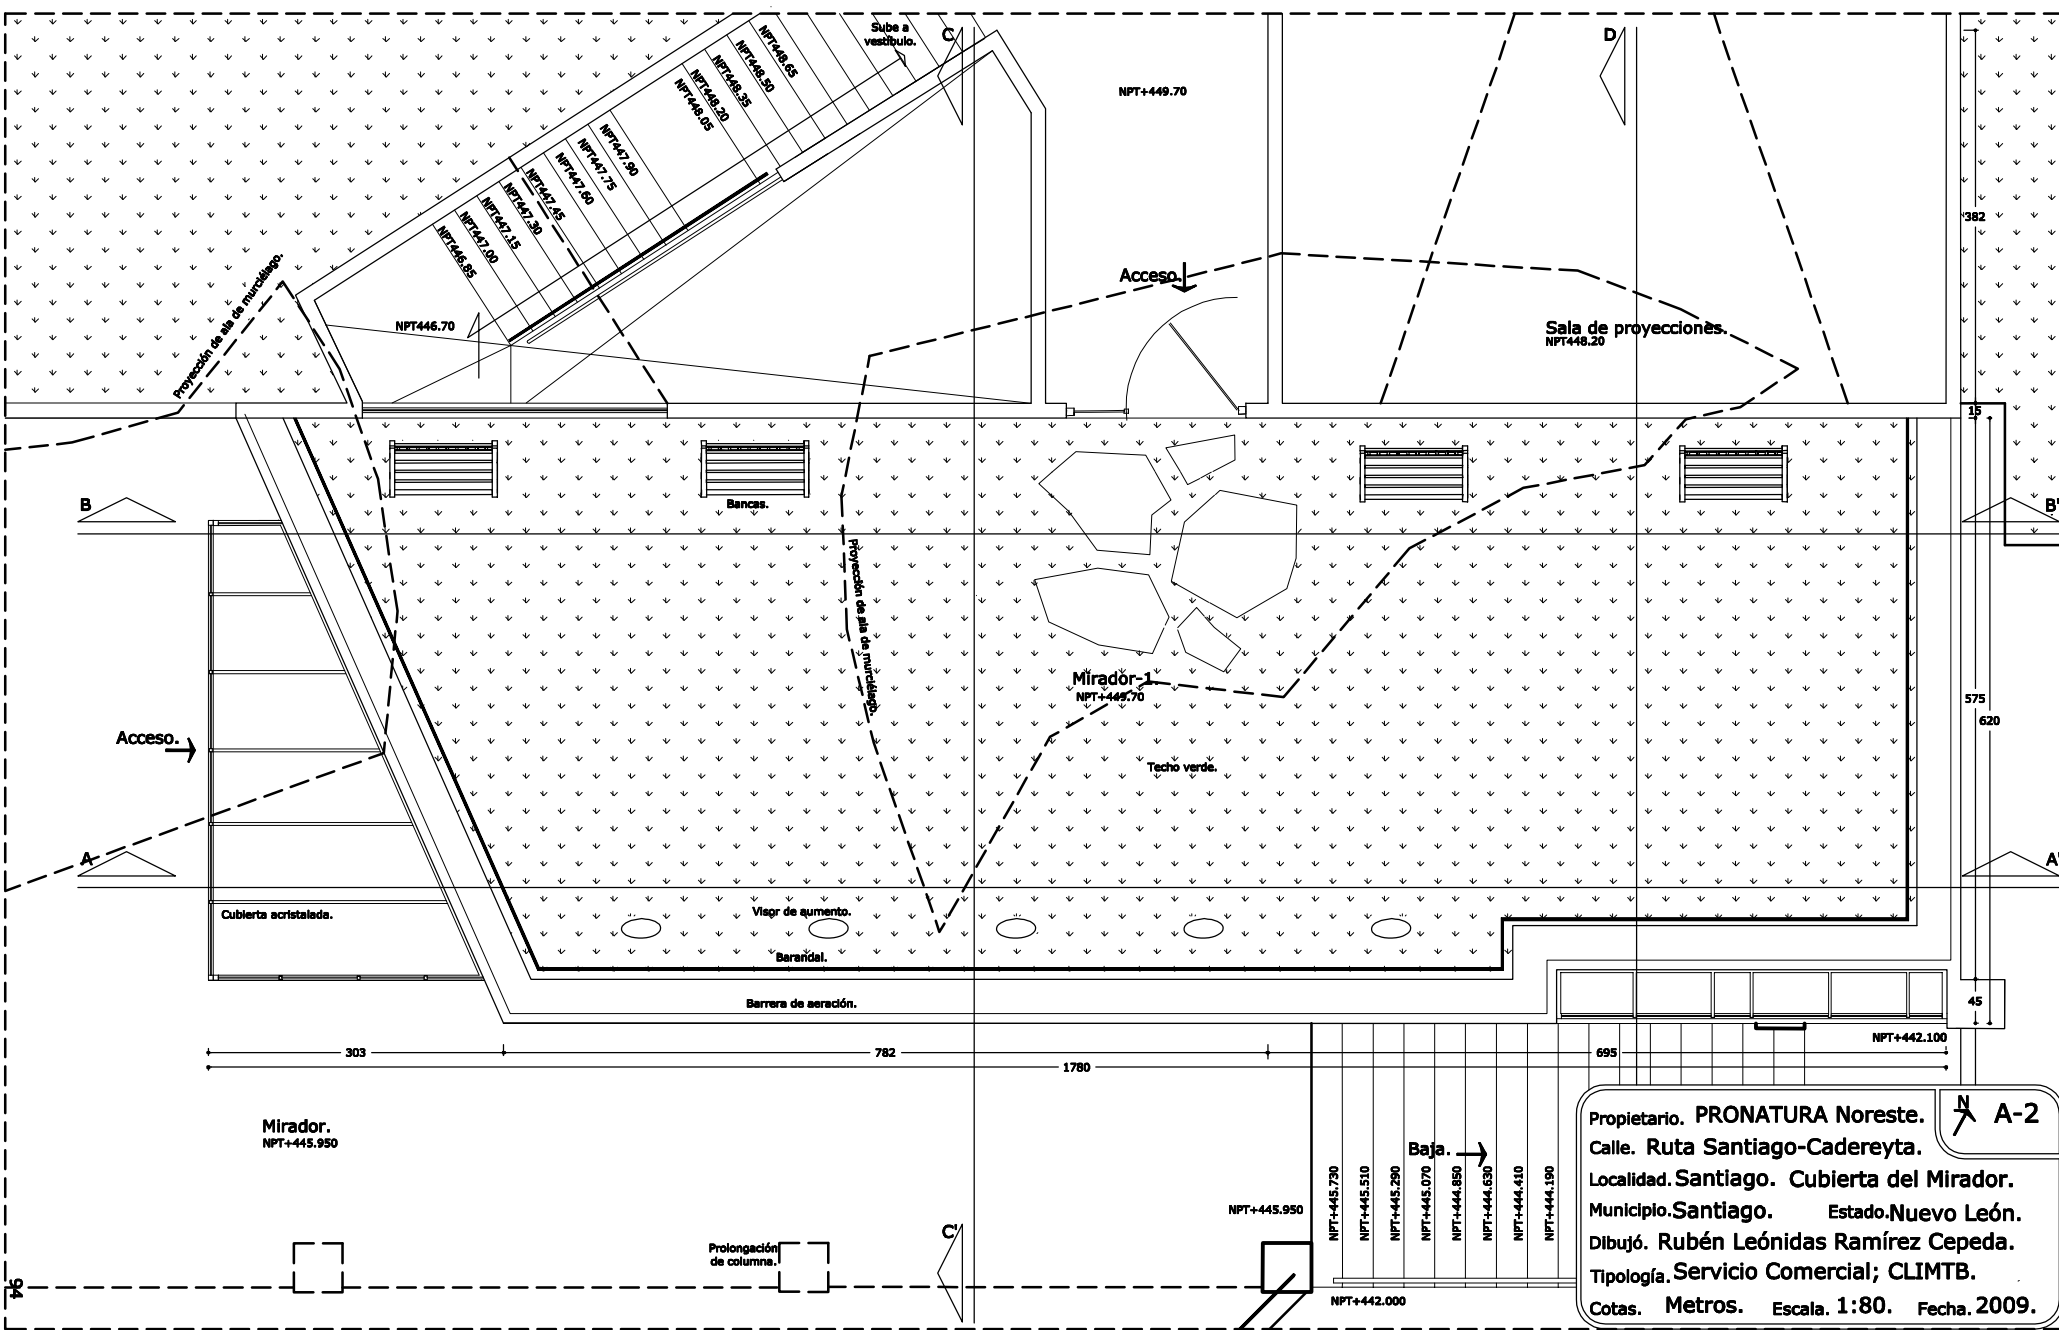 Sube a
vestíbulo.
C
D
NPT+449.70
NPT448.65
NPT448.50
NPT448.35
NPT448.20
NPT448.05
NPT447.90
NPT447.75
NPT447.60
NPT447.45
NPT447.30
NPT447.15
NPT447.00
NPT446.85
NPT446.70
382
Proyección de ala de murciélago.
Acceso.
Sala de proyecciones.
NPT448.20
15
B
Bancas.
B'
Proyección de ala de murciélago.
Mirador-1.
NPT+449.70
575
620
Acceso.
Techo verde.
A
A'
Cubierta acristalada.
Visor de aumento.
Barandal.
Barrera de aeración.
45
NPT+442.100
303
782
695
1780
Mirador.
NPT+445.950
Baja.
NPT+445.950
NPT+445.730
NPT+445.510
NPT+445.290
NPT+445.070
NPT+444.850
NPT+444.630
NPT+444.410
NPT+444.190
C'
Prolongación
de columna.
NPT+442.000
94
N
A-2
Propietario. PRONATURA Noreste.
Calle. Ruta Santiago-Cadereyta.
Localidad. Santiago. Cubierta del Mirador.
Municipio. Santiago. Estado. Nuevo León.
Dibujó. Rubén Leónidas Ramírez Cepeda.
Tipología. Servicio Comercial; CLIMTB.
Cotas. Metros. Escala. 1:80. Fecha. 2009.